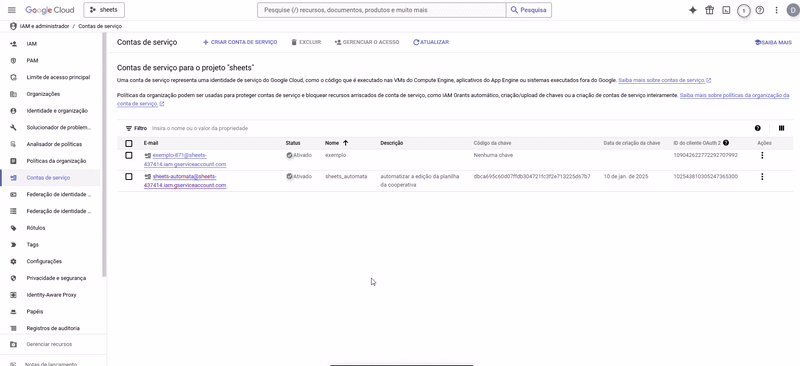 Google Cloud
sheets
Pesquise (/) recursos, documentos, produtos e muito mais
Pesquisa
1
D
IAM e administrador / Contas de serviço
IAM
PAM
Limite de acesso principal
Organizações
Identidade e organização
Solucionador de problem...
Analisador de políticas
Políticas da organização
Contas de serviço
Federação de identidade ...
Federação de identidade ...
Rótulos
Tags
Configurações
Privacidade e segurança
Identity-Aware Proxy
Papéis
Registros de auditoria
Gerenciar recursos
Notas de lançamento
Contas de serviço
+ CRIAR CONTA DE SERVIÇO
EXCLUIR
GERENCIAR O ACESSO
ATUALIZAR
SAIBA MAIS
Contas de serviço para o projeto "sheets"
Uma conta de serviço representa uma identidade de serviço do Google Cloud, como o código que é executado nas VMs do Compute Engine, aplicativos do App Engine ou sistemas executados fora do Google. Saiba mais sobre contas de serviço.
Políticas da organização podem ser usadas para proteger contas de serviço e bloquear recursos arriscados de contas de serviço, como IAM Grants automático, criação/upload de chaves ou a criação de contas de serviço inteiramente. Saiba mais sobre políticas da organização da
conta de serviço.
Filtro Insira o nome ou o valor da propriedade
E-mail Status Nome Descrição Código da chave Data de criação da chave ID do cliente OAuth 2 Ações
exemplo-871@sheets-
437414.iam.gserviceaccount.com
Ativado exemplo Nenhuma chave 109042622772292707992
sheets-automata@sheets-
437414.iam.gserviceaccount.com
Ativado sheets_automata
automatizar a edição da planilha
da cooperativa
10 de jan. de 2025 102543810305247365300